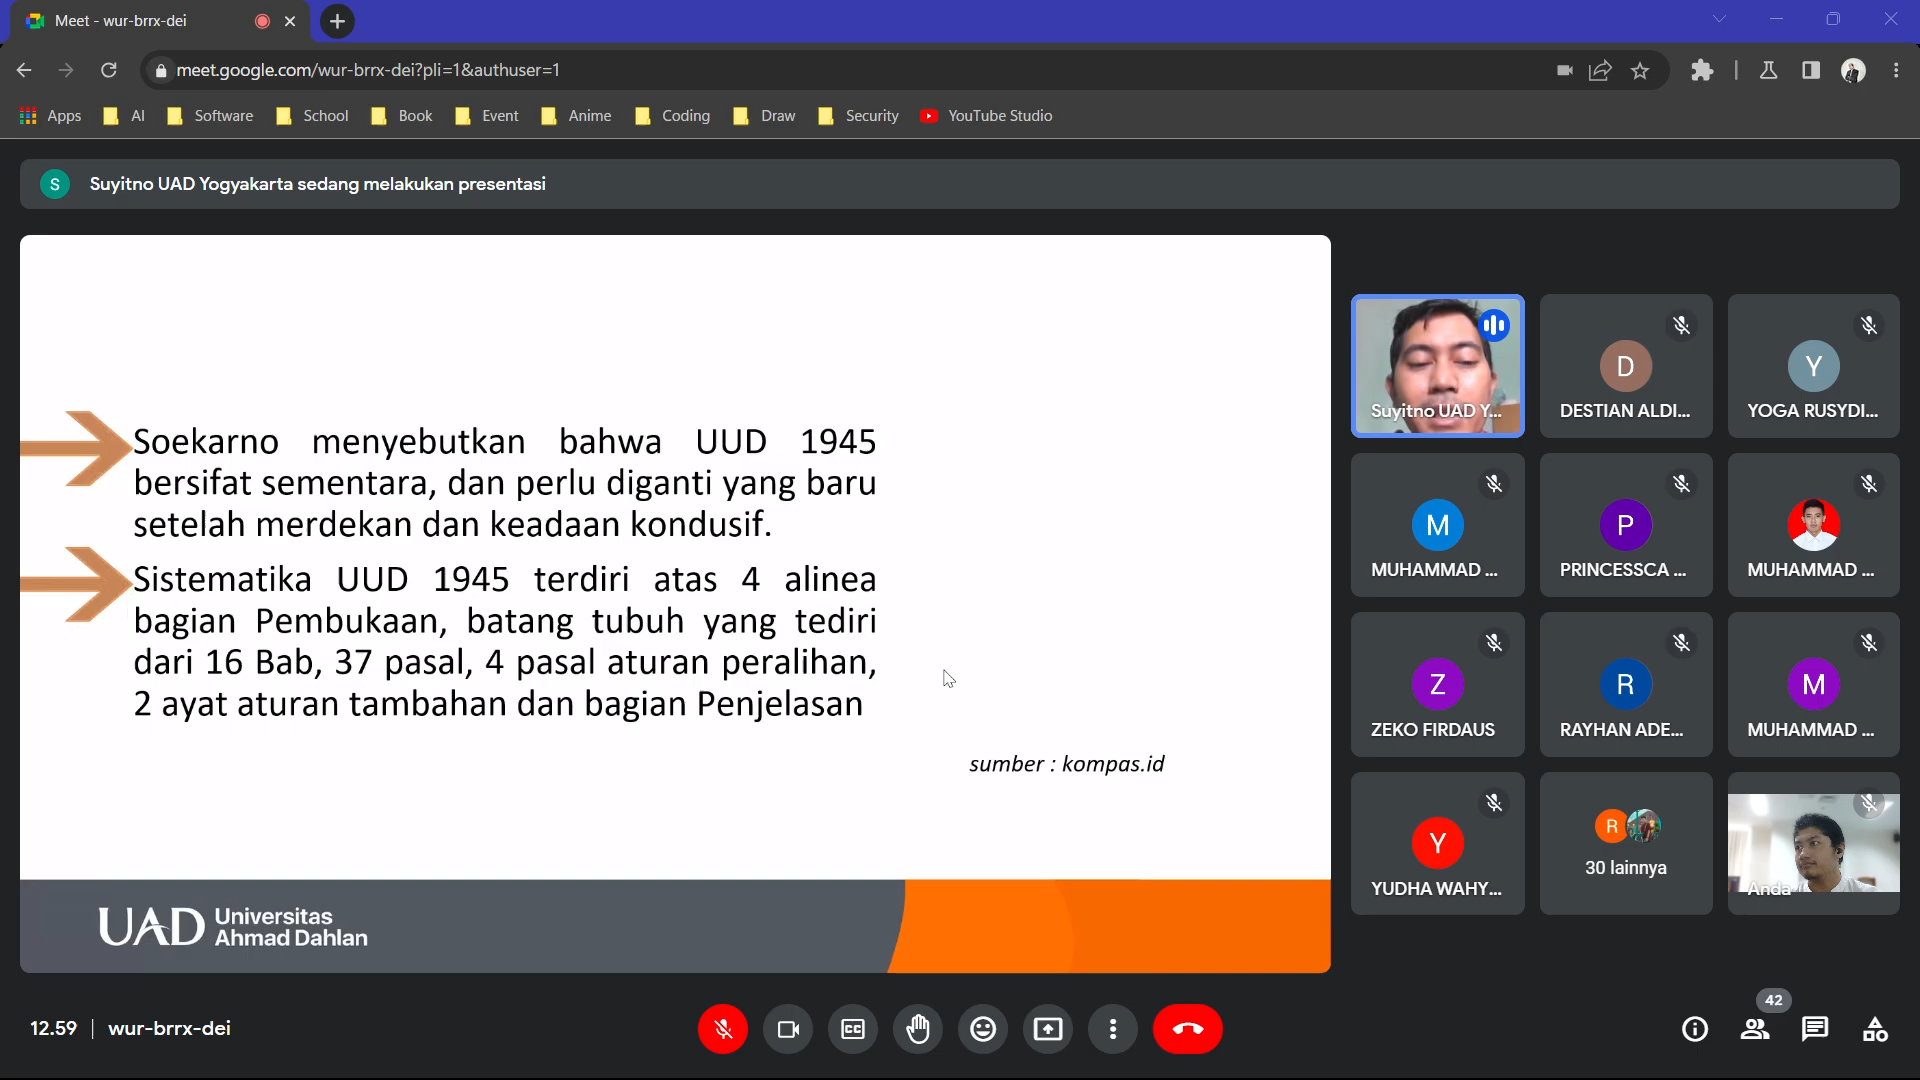 Meet - wur-brrx-dei
meet.google.com/wur-brrx-dei?pli=1&authuser=1
Apps AI Software School Book Event Anime Coding Draw Security YouTube Studio
S Suyitno UAD Yogyakarta sedang melakukan presentasi
Soekarno menyebutkan bahwa UUD 1945
bersifat sementara, dan perlu diganti yang baru
setelah merdekan dan keadaan kondusif.
Sistematika UUD 1945 terdiri atas 4 alinea
bagian Pembukaan, batang tubuh yang tediri
dari 16 Bab, 37 pasal, 4 pasal aturan peralihan,
2 ayat aturan tambahan dan bagian Penjelasan
sumber : kompas.id
UAD Universitas
Ahmad Dahlan
Suyitno UAD Y...
D
DESTIAN ALDI...
Y
YOGA RUSYDI...
M
MUHAMMAD ...
P
PRINCESSCA ...
MUHAMMAD ...
Z
ZEKO FIRDAUS
R
RAYHAN ADE...
M
MUHAMMAD ...
Y
YUDHA WAHY...
R
30 lainnya
Anda
12.59 | wur-brrx-dei
CC
42